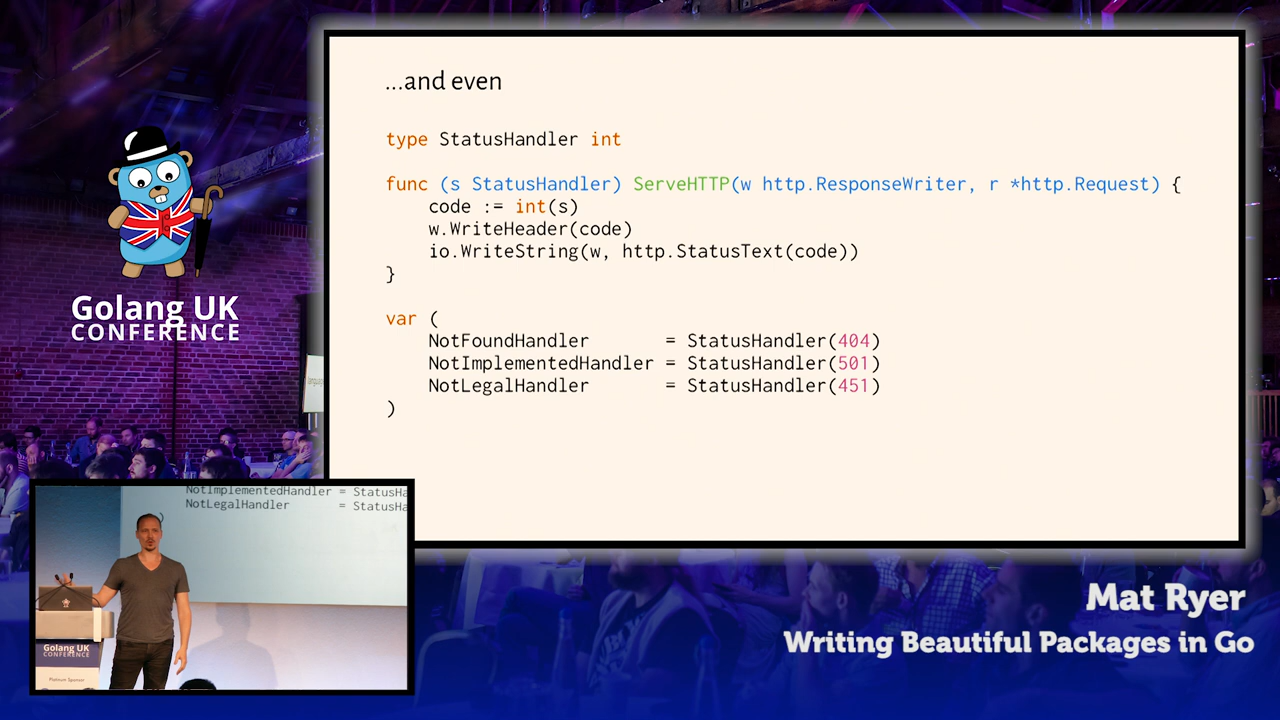 ...and even
type StatusHandler int
func (s StatusHandler) ServeHTTP(w http.ResponseWriter, r *http.Request) {
    code := int(s)
    w.WriteHeader(code)
    io.WriteString(w, http.StatusText(code))
}
var (
    NotFoundHandler       = StatusHandler(404)
    NotImplementedHandler = StatusHandler(501)
    NotLegalHandler       = StatusHandler(451)
)
Golang UK
CONFERENCE
NotImplementedHandler = StatusHa
NotLegalHandler       = StatusHa
)
Golang UK
CONFERENCE
Platinum Sponsor
Mat Ryer
Writing Beautiful Packages in Go